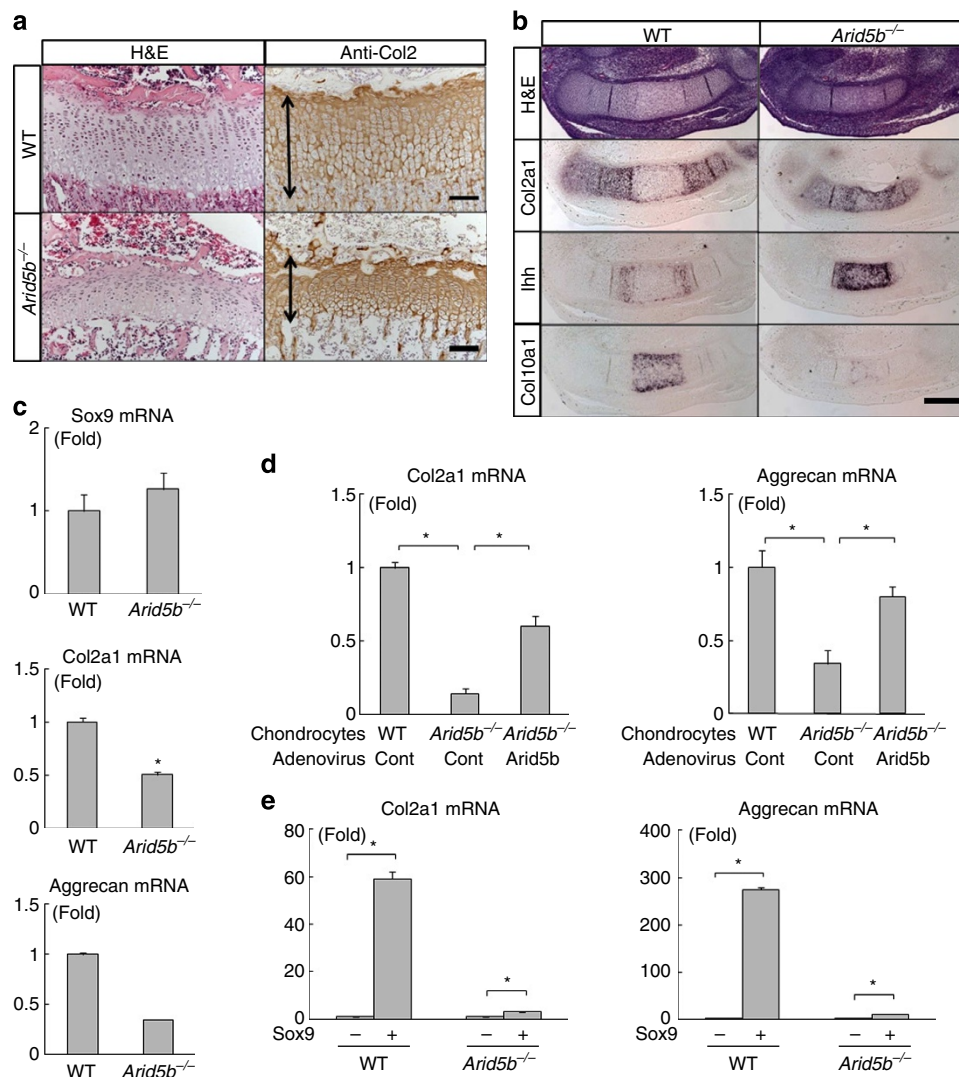 a
H&E
Anti-Col2
WT
Arid5b–/–
b
WT
Arid5b–/–
H&E
Col2a1
Ihh
Col10a1
c
Sox9 mRNA
(Fold)
2
1
0
WT
Arid5b–/–
Col2a1 mRNA
(Fold)
1.5
1
0.5
0
*
WT
Arid5b–/–
Aggrecan mRNA
(Fold)
1.5
1
0.5
0
WT
Arid5b–/–
d
Col2a1 mRNA
(Fold)
1.5
1
0.5
0
* *
Chondrocytes WT Arid5b–/– Arid5b–/–
Adenovirus Cont Cont Arid5b
Aggrecan mRNA
(Fold)
1.5
1
0.5
0
* *
Chondrocytes WT Arid5b–/– Arid5b–/–
Adenovirus Cont Cont Arid5b
e
Col2a1 mRNA
(Fold)
80
60
40
20
0
* *
Sox9 – + – +
WT Arid5b–/–
Aggrecan mRNA
(Fold)
400
300
200
100
0
* *
Sox9 – + – +
WT Arid5b–/–